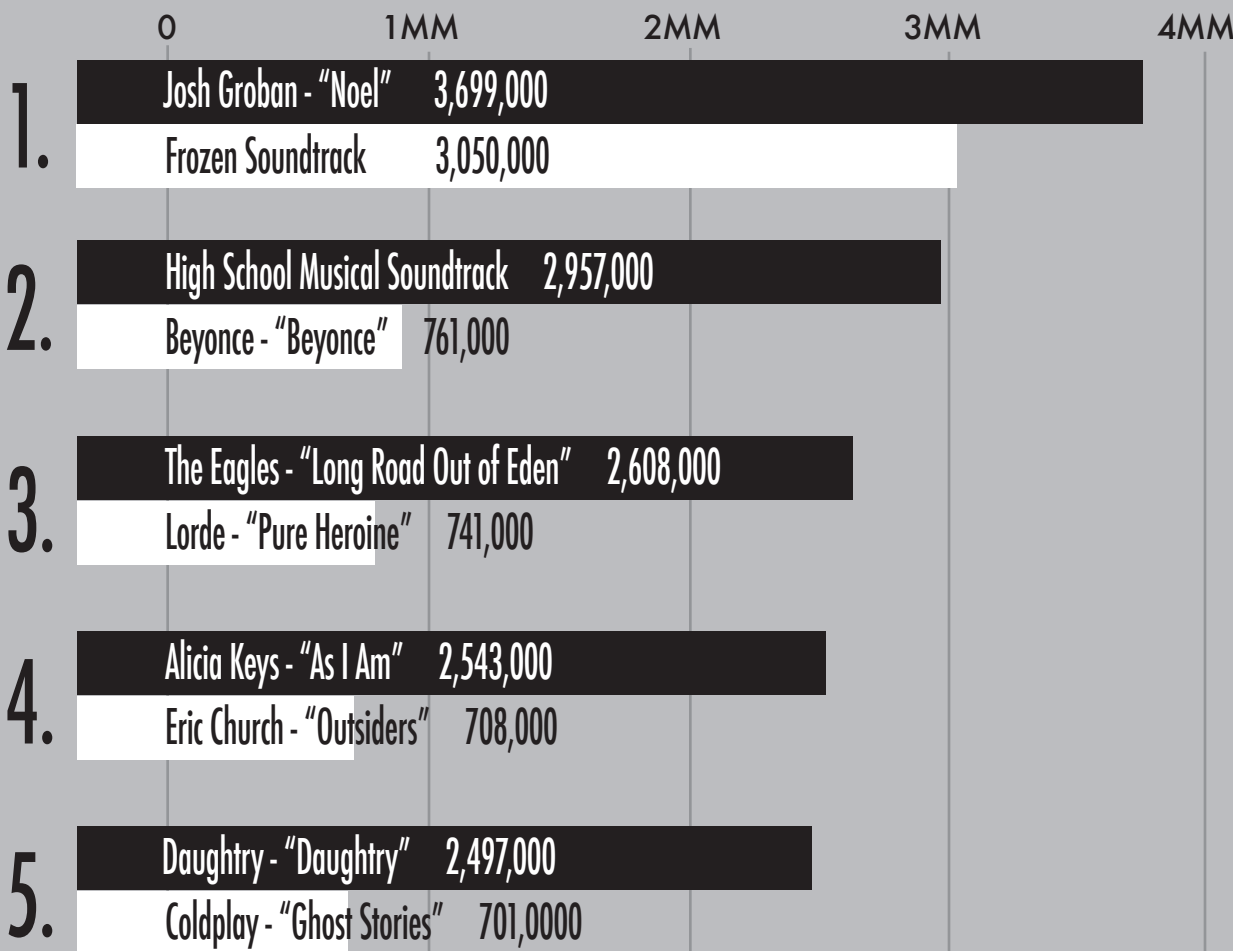 0 1MM 2MM 3MM 4MM
1.
Josh Groban - “Noel” 3,699,000
Frozen Soundtrack 3,050,000
2.
High School Musical Soundtrack 2,957,000
Beyonce - “Beyonce” 761,000
3.
The Eagles - “Long Road Out of Eden” 2,608,000
Lorde - “Pure Heroine” 741,000
4.
Alicia Keys - “As I Am” 2,543,000
Eric Church - “Outsiders” 708,000
5.
Daughtry - “Daughtry” 2,497,000
Coldplay - “Ghost Stories” 701,0000